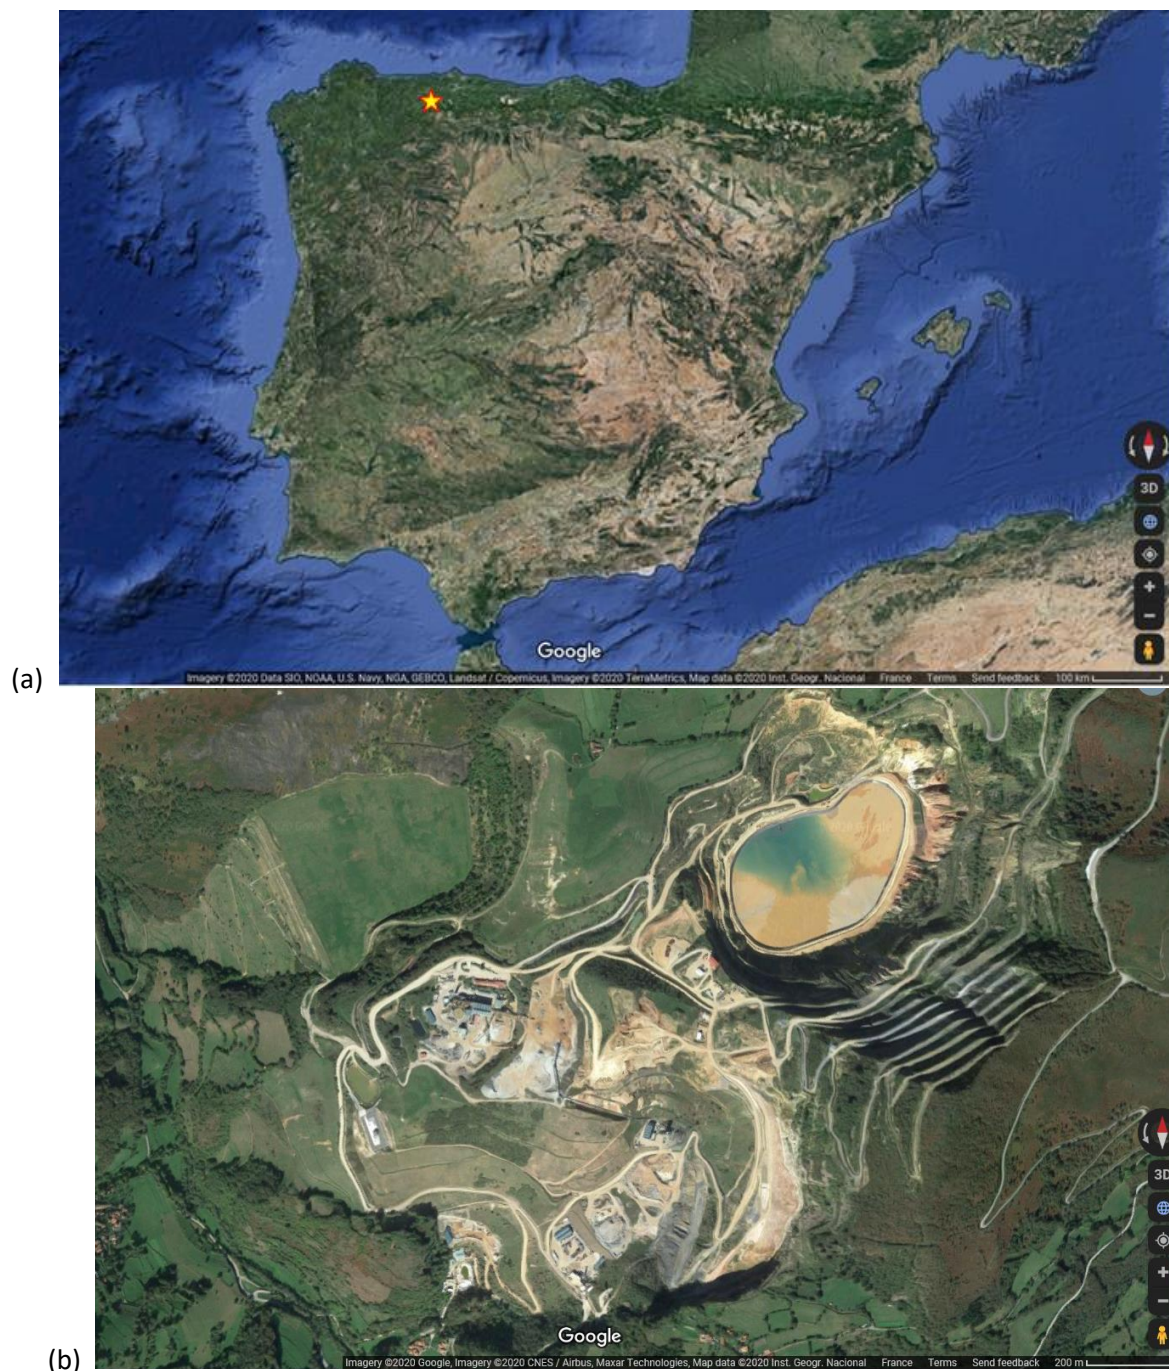 3D
Google
(a)
Imagery ©2020 Data SIO, NOAA, U.S. Navy, NGA, GEBCO, Landsat / Copernicus, Imagery ©2020 TerraMetrics, Map data ©2020 Inst. Geogr. Nacional France Terms Send feedback 100 km
3D
Google
(b)
Imagery ©2020 Google, Imagery ©2020 CNES / Airbus, Maxar Technologies, Map data ©2020 Inst. Geogr. Nacional France Terms Send feedback 200 m